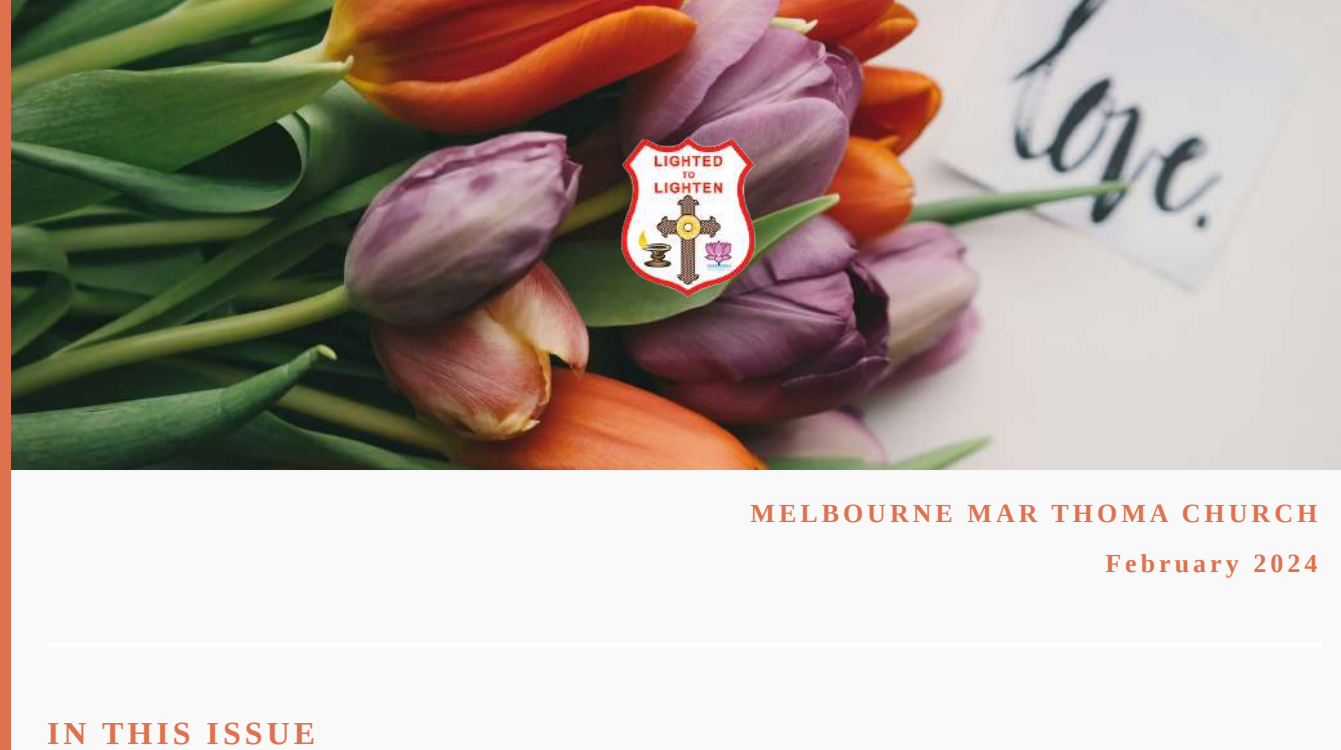 love.
LIGHTED
TO
LIGHTEN
MELBOURNE MAR THOMA CHURCH
February 2024
IN THIS ISSUE